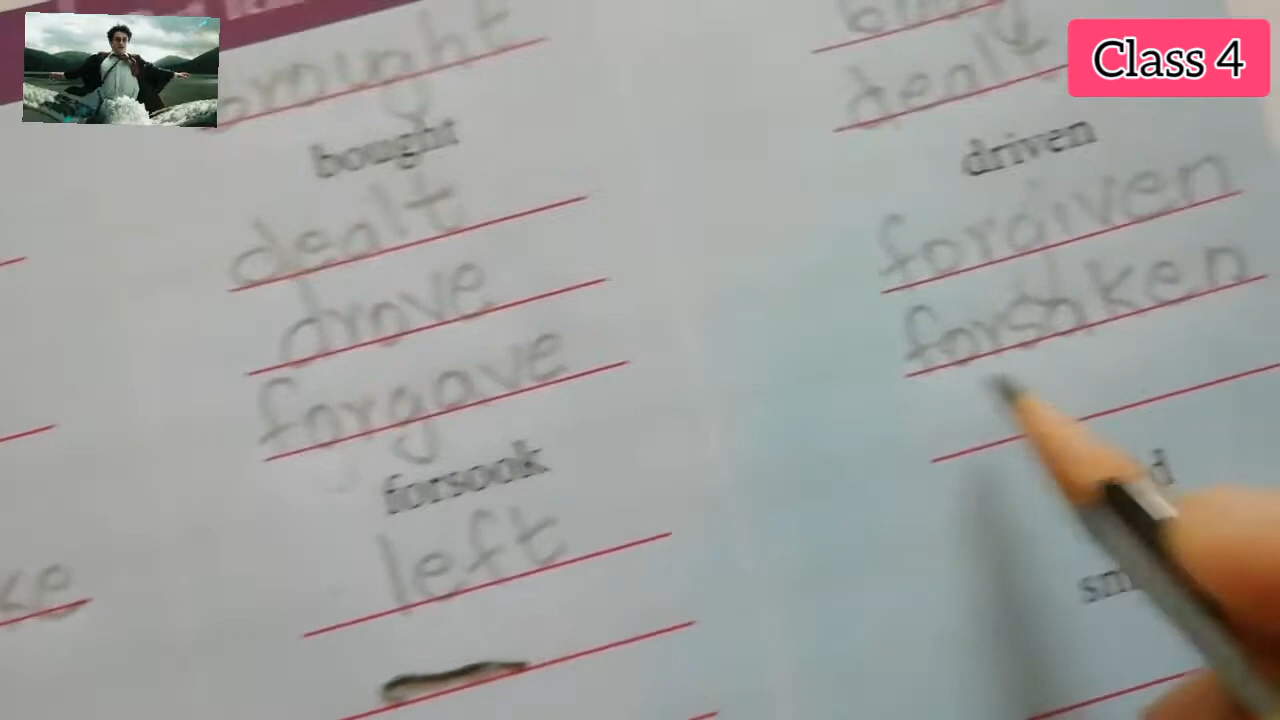 Class 4
brought
dealt
bought
driven
dealt
forgiven
drove
forsaken
forgave
forsook
left